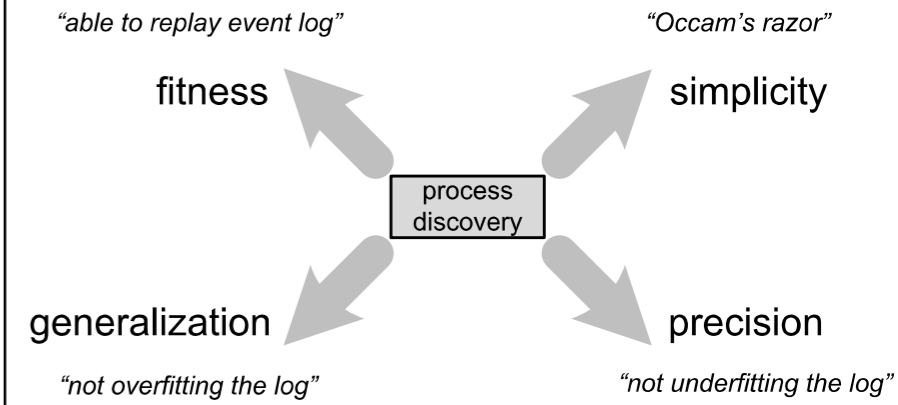 “able to replay event log”
“Occam’s razor”
fitness
simplicity
process
discovery
generalization
precision
“not overfitting the log”
“not underfitting the log”